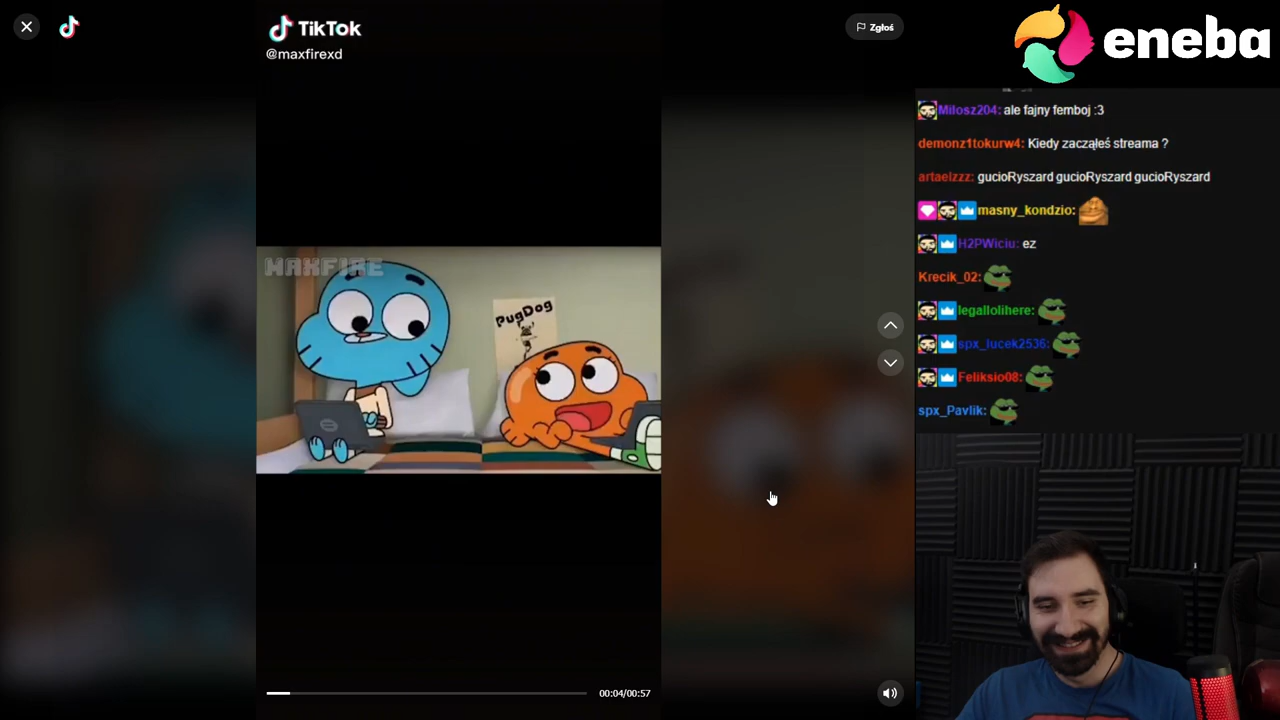 TikTok
@maxfirexd
Zgłoś
eneba
Milosz204: ale fajny femboj :3
demonz1tokurw4: Kiedy zacząłeś streama ?
artaelzzz: gucioRyszard gucioRyszard gucioRyszard
masny_kondzio:
H2PWiciu: ez
Krecik_02:
legallolihere:
spx_lucek2536:
Feliksio08:
spx_Pavlik:
MAXFIRE
PugDog
00:04/00:57